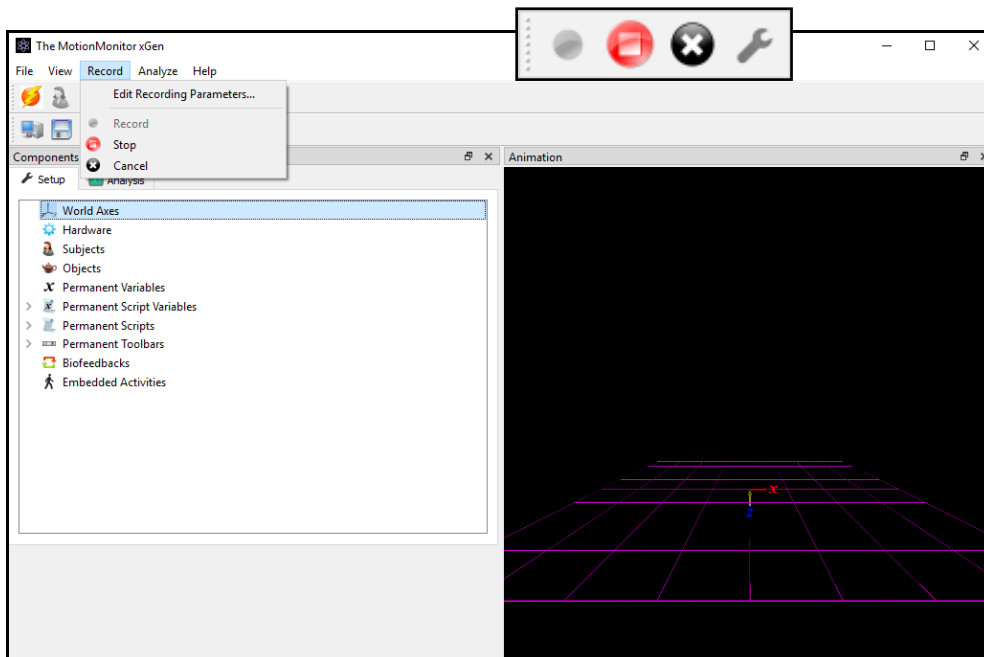 The MotionMonitor xGen
File View Record Analyze Help
Edit Recording Parameters...
Record
Stop
Cancel
Components
Animation
Setup
Analysis
World Axes
Hardware
Subjects
Objects
Permanent Variables
Permanent Script Variables
Permanent Scripts
Permanent Toolbars
Biofeedbacks
Embedded Activities
x
z